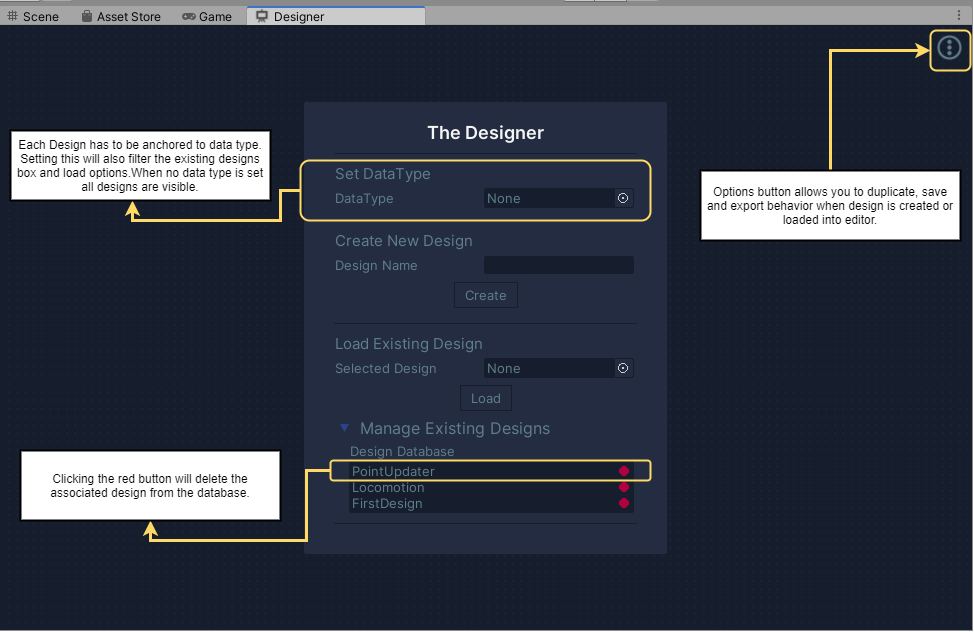 Scene Asset Store Game Designer
The Designer
Each Design has to be anchored to data type.
Setting this will also filter the existing designs
box and load options.When no data type is set
all designs are visible.
Set DataType
DataType None
Options button allows you to duplicate, save
and export behavior when design is created or
loaded into editor.
Create New Design
Design Name
Create
Load Existing Design
Selected Design None
Load
Manage Existing Designs
Design Database
PointUpdater
Locomotion
FirstDesign
Clicking the red button will delete the
associated design from the database.